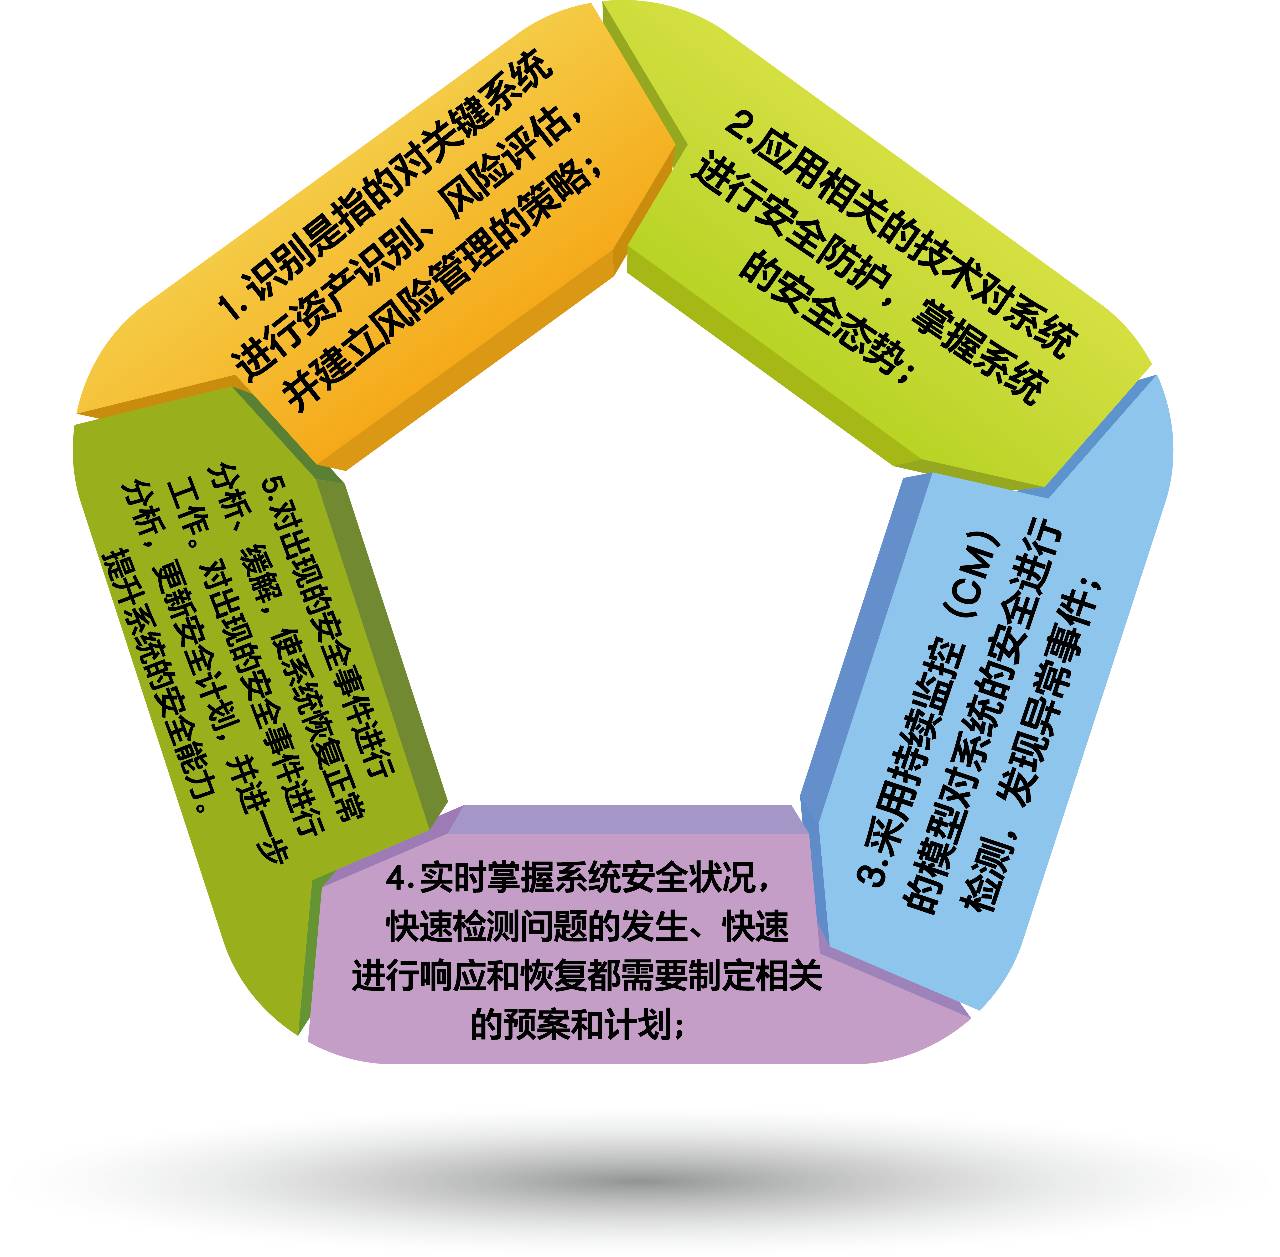 1. 识别是指的对关键系统
进行资产识别、风险评估，
并建立风险管理的策略；
2.应用相关的技术对系统
进行安全防护，掌握系统
的安全态势；
3.采用持续监控（CM）
的模型对系统的安全进行
检测，发现异常事件；
4.实时掌握系统安全状况，
快速检测问题的发生、快速
进行响应和恢复都需要制定相关
的预案和计划；
5.对出现的安全事件进行
分析、缓解，使系统恢复正常
工作。对出现的安全事件进行
分析，更新安全计划，并进一步
提升系统的安全能力。